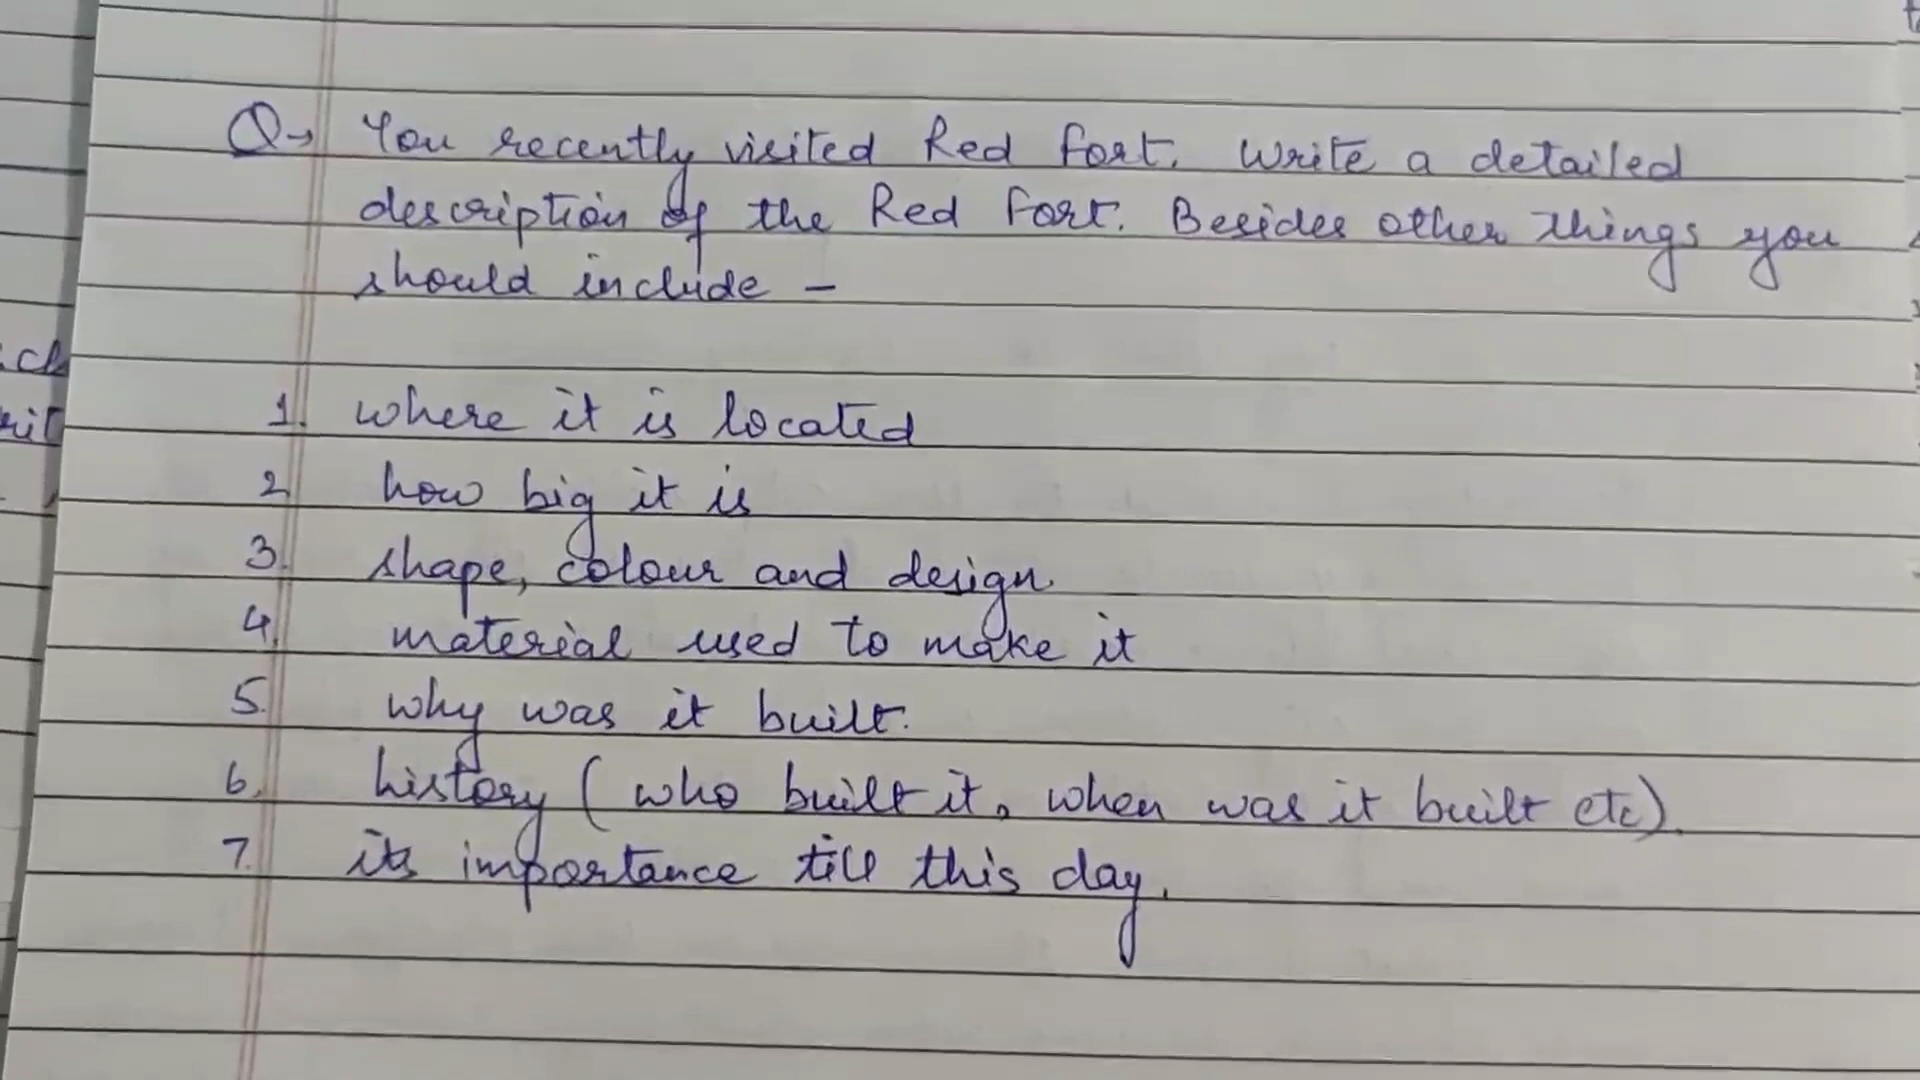 Q→ You recently visited Red Fort. Write a detailed
description of the Red Fort. Besides other things you
should include –
1. where it is located
2. how big it is
3. shape, colour and design.
4. material used to make it
5. why was it built.
6. history (who built it, when was it built etc).
7. its importance till this day.